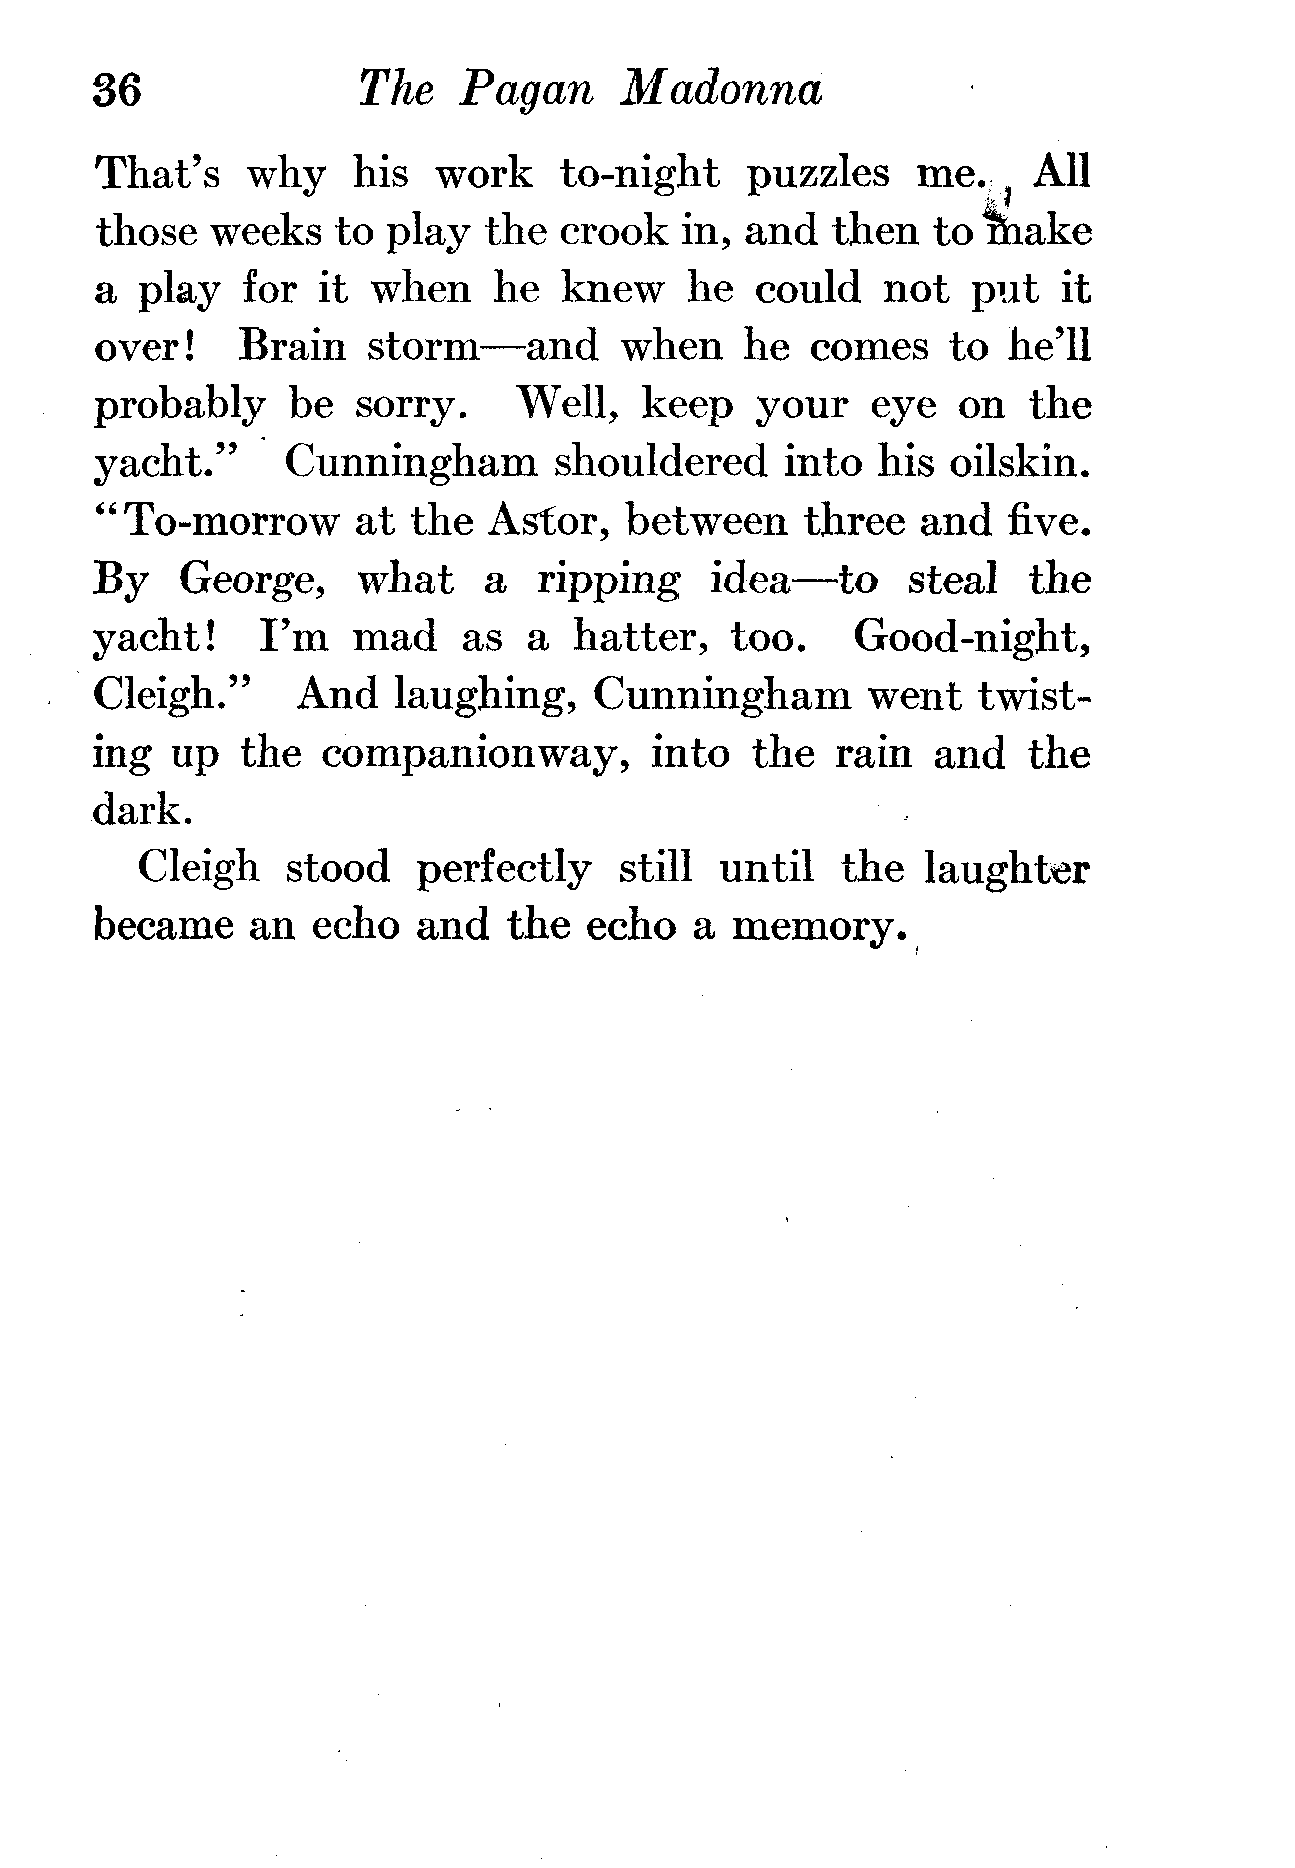 36 The Pagan Madonna
That's why his work to-night puzzles me. All
those weeks to play the crook in, and then to make
a play for it when he knew he could not put it
over! Brain storm—and when he comes to he'll
probably be sorry. Well, keep your eye on the
yacht." Cunningham shouldered into his oilskin.
"To-morrow at the Astor, between three and five.
By George, what a ripping idea—to steal the
yacht! I'm mad as a hatter, too. Good-night,
Cleigh." And laughing, Cunningham went twist-
ing up the companionway, into the rain and the
dark.
Cleigh stood perfectly still until the laughter
became an echo and the echo a memory.